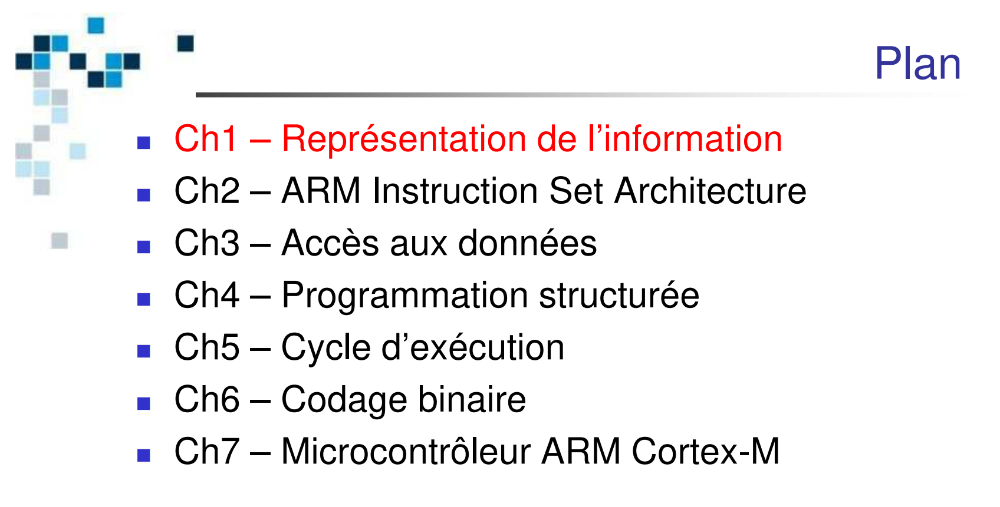 Plan
Ch1 – Représentation de l’information
Ch2 – ARM Instruction Set Architecture
Ch3 – Accès aux données
Ch4 – Programmation structurée
Ch5 – Cycle d’exécution
Ch6 – Codage binaire
Ch7 – Microcontrôleur ARM Cortex-M